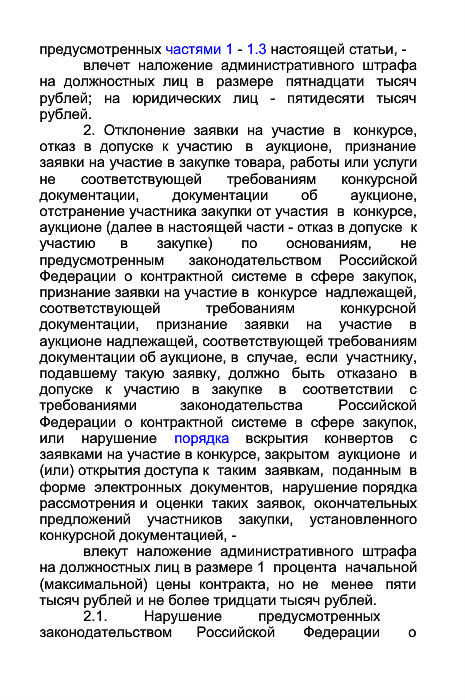 предусмотренных частями 1 - 1.3 настоящей статьи, -
влечет наложение административного штрафа
на должностных лиц в размере пятнадцати тысяч
рублей; на юридических лиц - пятидесяти тысяч
рублей.
2. Отклонение заявки на участие в конкурсе,
отказ в допуске к участию в аукционе, признание
заявки на участие в закупке товара, работы или услуги
не соответствующей требованиям конкурсной
документации, документации об аукционе,
отстранение участника закупки от участия в конкурсе,
аукционе (далее в настоящей части - отказ в допуске к
участию в закупке) по основаниям, не
предусмотренным законодательством Российской
Федерации о контрактной системе в сфере закупок,
признание заявки на участие в конкурсе надлежащей,
соответствующей требованиям конкурсной
документации, признание заявки на участие в
аукционе надлежащей, соответствующей требованиям
документации об аукционе, в случае, если участнику,
подавшему такую заявку, должно быть отказано в
допуске к участию в закупке в соответствии с
требованиями законодательства Российской
Федерации о контрактной системе в сфере закупок,
или нарушение порядка вскрытия конвертов с
заявками на участие в конкурсе, закрытом аукционе и
(или) открытия доступа к таким заявкам, поданным в
форме электронных документов, нарушение порядка
рассмотрения и оценки таких заявок, окончательных
предложений участников закупки, установленного
конкурсной документацией, -
влекут наложение административного штрафа
на должностных лиц в размере 1 процента начальной
(максимальной) цены контракта, но не менее пяти
тысяч рублей и не более тридцати тысяч рублей.
2.1. Нарушение предусмотренных
законодательством Российской Федерации о